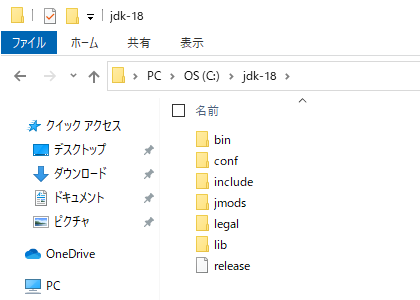 jdk-18
ファイル ホーム 共有 表示
PC OS (C:) jdk-18
名前
クイック アクセス
デスクトップ
ダウンロード
ドキュメント
ピクチャ
OneDrive
PC
bin
conf
include
jmods
legal
lib
release